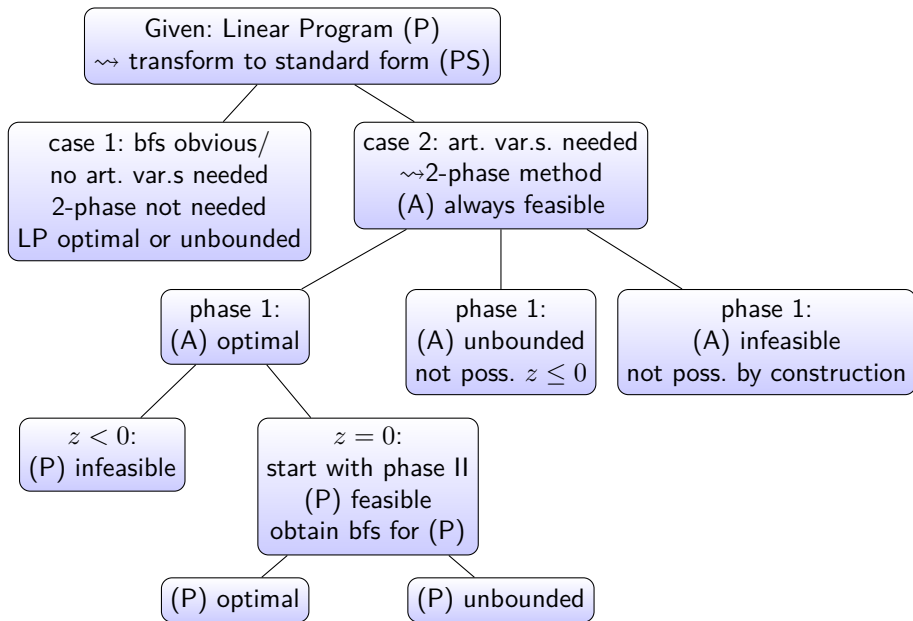 Given: Linear Program (P)
⇝ transform to standard form (PS)
case 1: bfs obvious/
no art. var.s needed
2-phase not needed
LP optimal or unbounded
case 2: art. var.s needed
⇝2-phase method
(A) always feasible
phase 1:
(A) optimal
phase 1:
(A) unbounded
not poss. z ≤ 0
phase 1:
(A) infeasible
not poss. by construction
z < 0:
(P) infeasible
z = 0:
start with phase II
(P) feasible
obtain bfs for (P)
(P) optimal
(P) unbounded